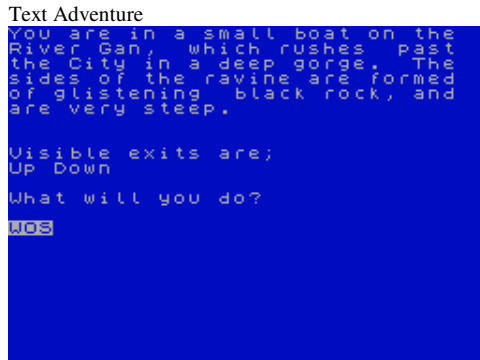 Text Adventure
You are in a small boat on the
River Gan, which rushes past
the City in a deep gorge. The
sides of the ravine are formed
of glistening black rock, and
are very steep.
Visible exits are;
Up Down
What will you do?
WOS